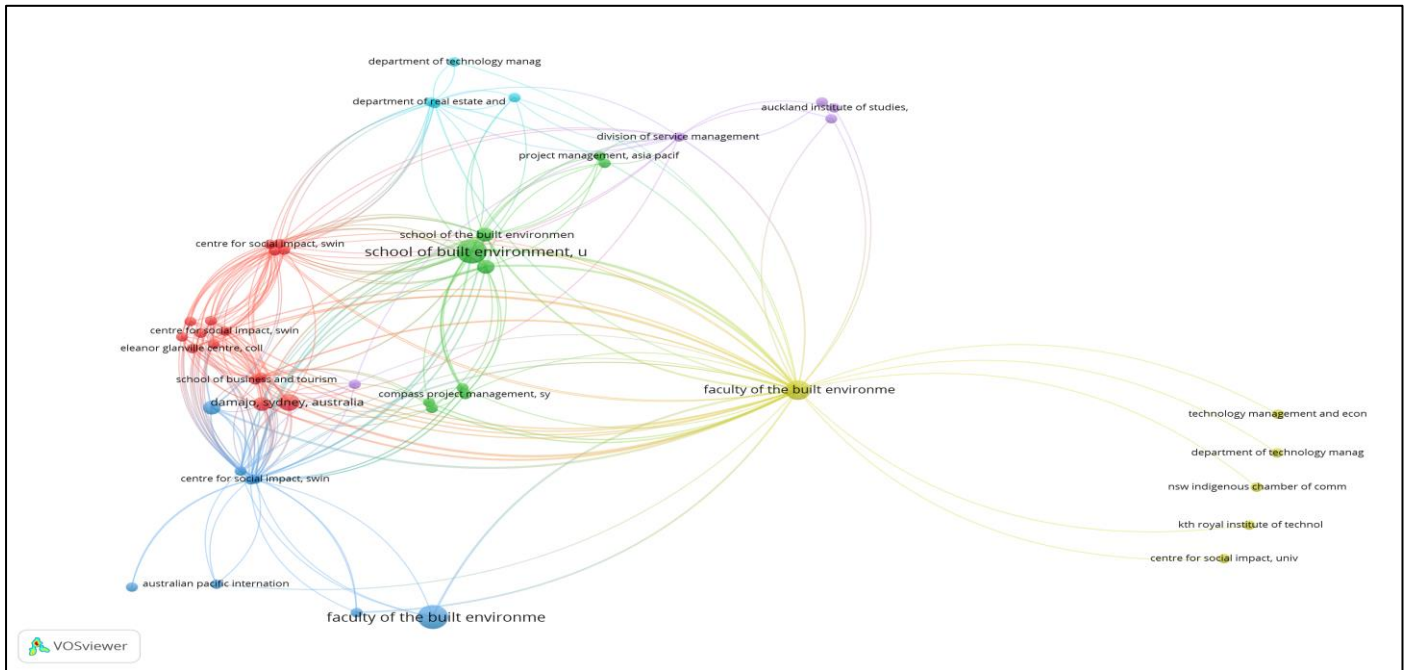 department of technology manag
department of real estate and
auckland institute of studies,
division of service management
project management, asia pacif
school of the built environmen
centre for social impact, swin
school of built environment, u
centre for social impact, swin
eleanor glanville centre, coll
school of business and tourism
faculty of the built environme
compass project management, sy
damajo, sydney, australia
technology management and econ
department of technology manag
centre for social impact, swin
nsw indigenous chamber of comm
kth royal institute of technol
centre for social impact, univ
australian pacific internation
faculty of the built environme
VOSviewer